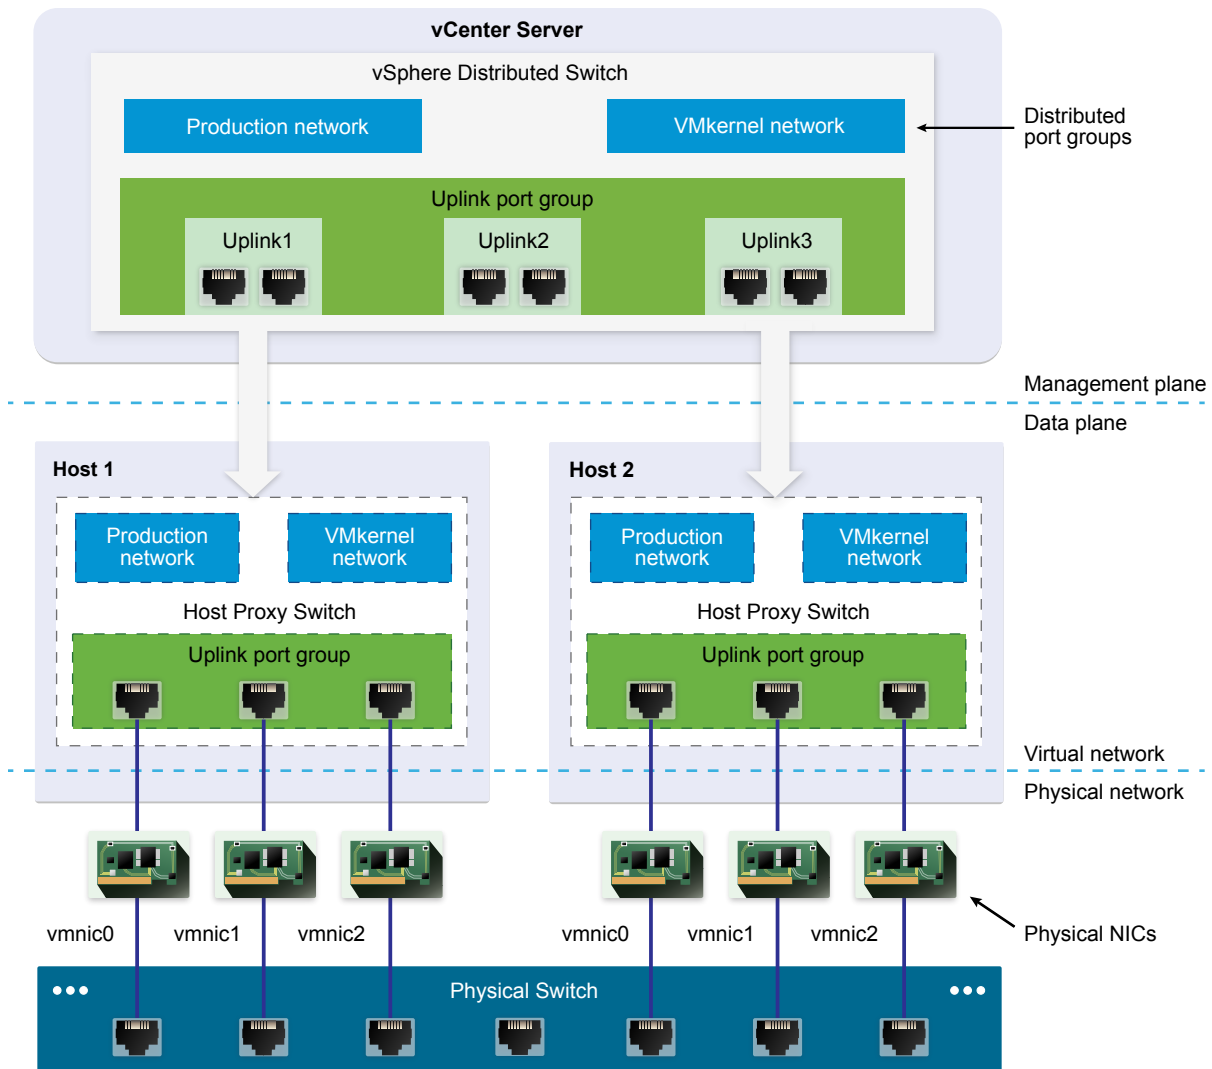 vCenter Server
vSphere Distributed Switch
Production network
VMkernel network
Distributed
port groups
Uplink port group
Uplink1
Uplink2
Uplink3
Management plane
Data plane
Host 1
Host 2
Production
network
VMkernel
network
Production
network
VMkernel
network
Host Proxy Switch
Host Proxy Switch
Uplink port group
Uplink port group
Virtual network
Physical network
vmnic0
vmnic1
vmnic2
vmnic0
vmnic1
vmnic2
Physical NICs
Physical Switch